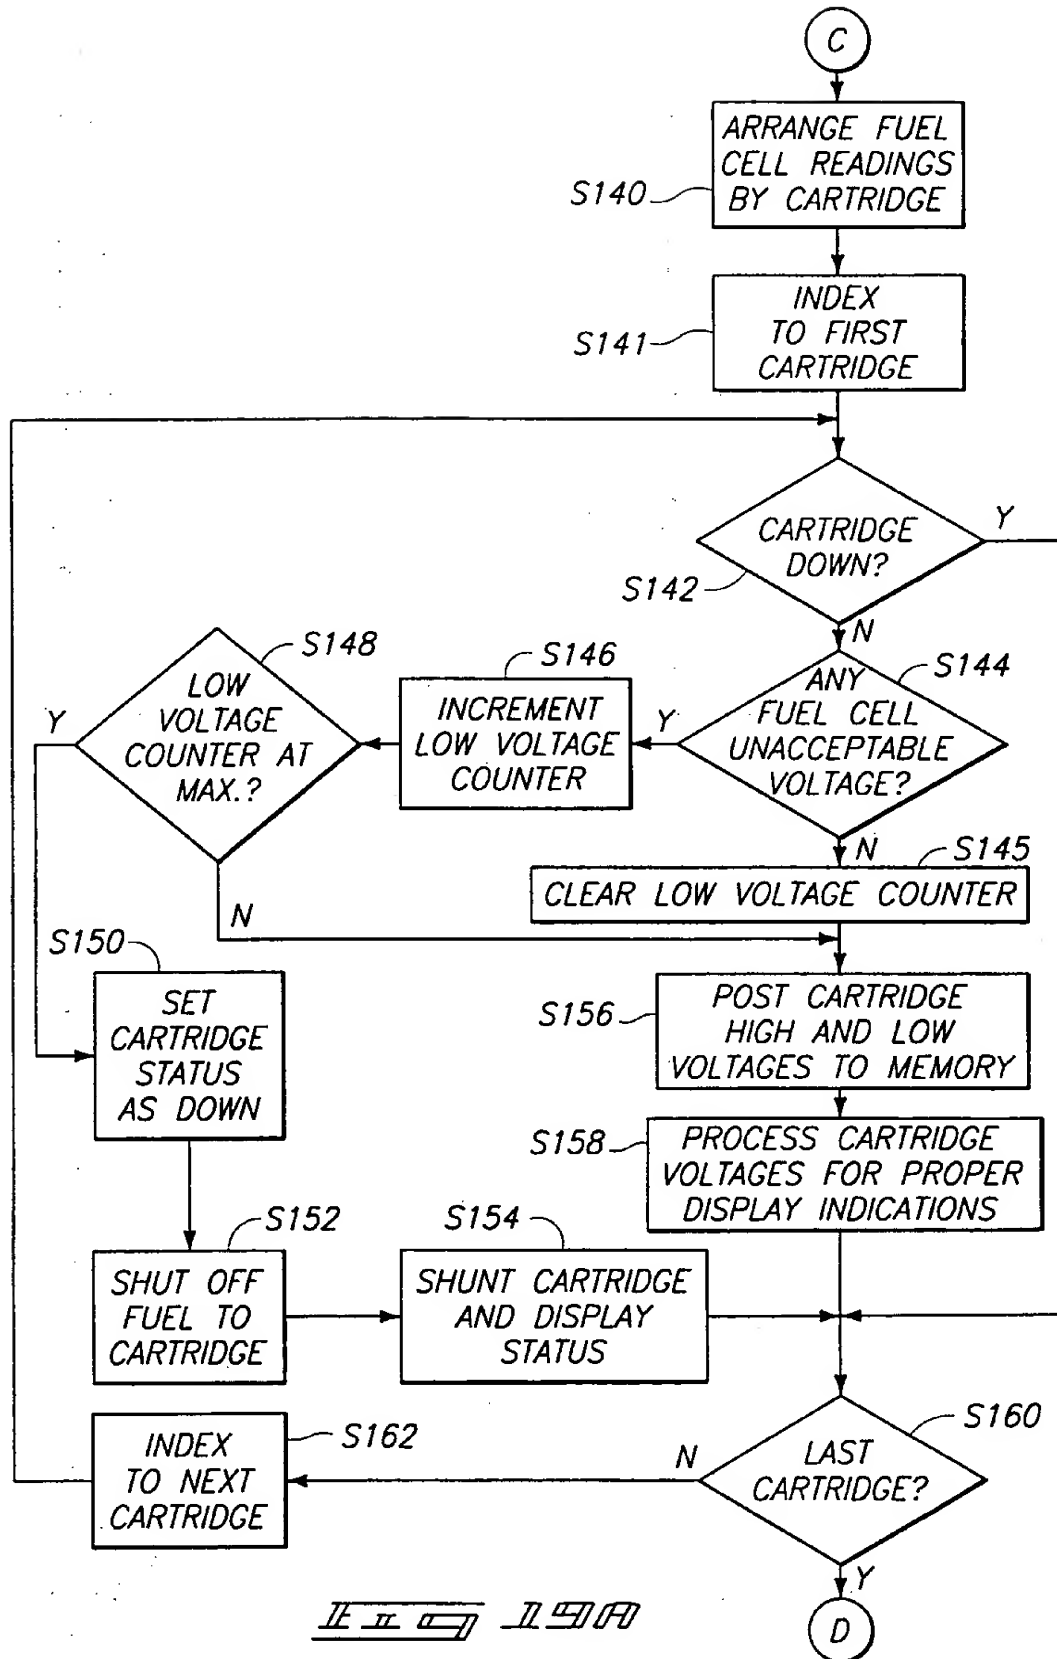 C
ARRANGE FUEL
CELL READINGS
BY CARTRIDGE
S140
INDEX
TO FIRST
CARTRIDGE
S141
CARTRIDGE
DOWN?
S142
Y
N
ANY
FUEL CELL
UNACCEPTABLE
VOLTAGE?
S144
Y
N
S146
INCREMENT
LOW VOLTAGE
COUNTER
S148
LOW
VOLTAGE
COUNTER AT
MAX.?
Y
N
S145
CLEAR LOW VOLTAGE COUNTER
S150
SET
CARTRIDGE
STATUS
AS DOWN
S156
POST CARTRIDGE
HIGH AND LOW
VOLTAGES TO MEMORY
S158
PROCESS CARTRIDGE
VOLTAGES FOR PROPER
DISPLAY INDICATIONS
S152
SHUT OFF
FUEL TO
CARTRIDGE
S154
SHUNT CARTRIDGE
AND DISPLAY
STATUS
S160
LAST
CARTRIDGE?
N
Y
S162
INDEX
TO NEXT
CARTRIDGE
D
FIG 19A